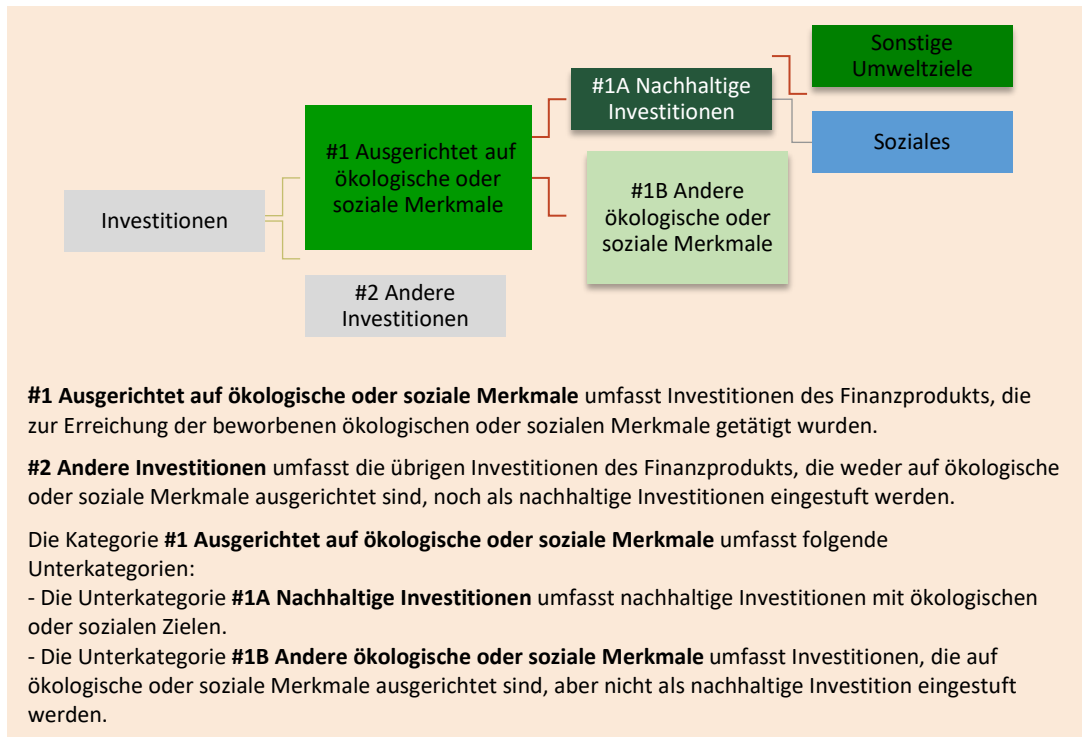 Sonstige
Umweltziele
#1A Nachhaltige
Investitionen
Soziales
#1 Ausgerichtet auf
ökologische oder
soziale Merkmale
#1B Andere
ökologische oder
soziale Merkmale
Investitionen
#2 Andere
Investitionen
#1 Ausgerichtet auf ökologische oder soziale Merkmale umfasst Investitionen des Finanzprodukts, die
zur Erreichung der beworbenen ökologischen oder sozialen Merkmale getätigt wurden.
#2 Andere Investitionen umfasst die übrigen Investitionen des Finanzprodukts, die weder auf ökologische
oder soziale Merkmale ausgerichtet sind, noch als nachhaltige Investitionen eingestuft werden.
Die Kategorie #1 Ausgerichtet auf ökologische oder soziale Merkmale umfasst folgende
Unterkategorien:
- Die Unterkategorie #1A Nachhaltige Investitionen umfasst nachhaltige Investitionen mit ökologischen
oder sozialen Zielen.
- Die Unterkategorie #1B Andere ökologische oder soziale Merkmale umfasst Investitionen, die auf
ökologische oder soziale Merkmale ausgerichtet sind, aber nicht als nachhaltige Investition eingestuft
werden.